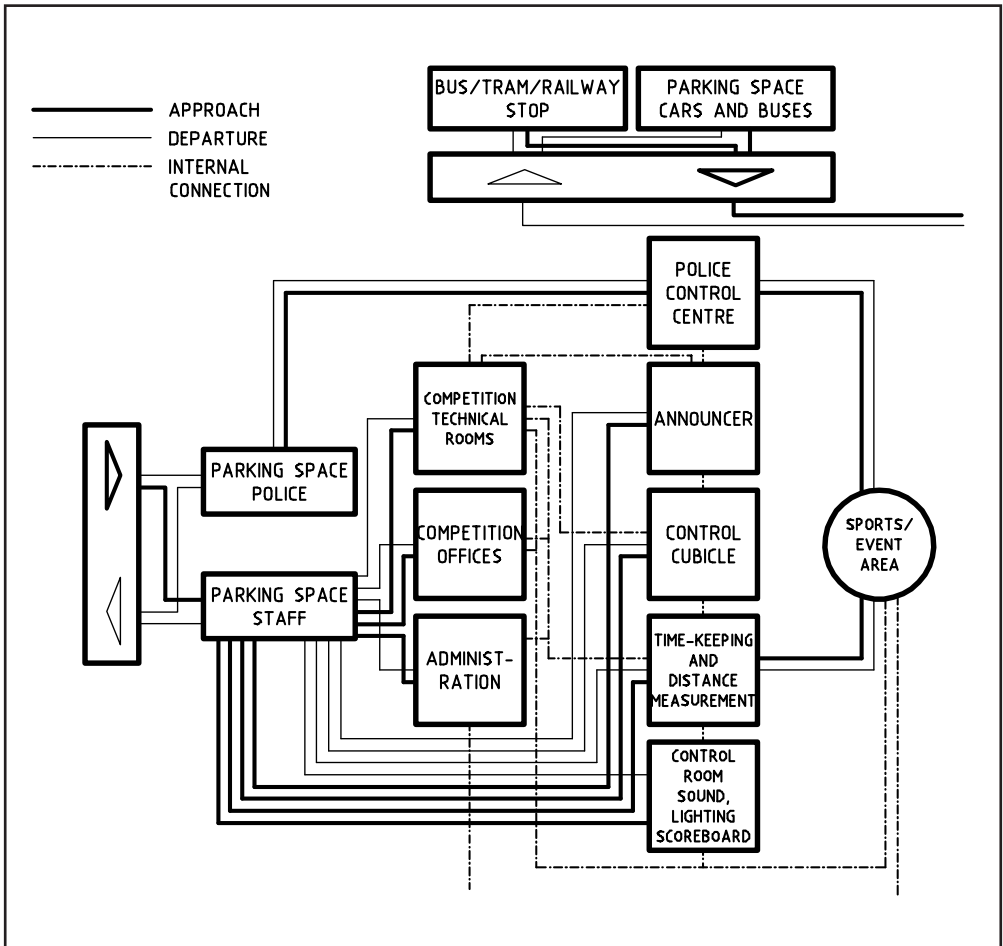 BUS/TRAM/RAILWAY
STOP
PARKING SPACE
CARS AND BUSES
APPROACH
DEPARTURE
INTERNAL
CONNECTION
POLICE
CONTROL
CENTRE
COMPETITION
TECHNICAL
ROOMS
ANNOUNCER
PARKING SPACE
POLICE
COMPETITION
OFFICES
CONTROL
CUBICLE
SPORTS/
EVENT
AREA
PARKING SPACE
STAFF
ADMINIST-
RATION
TIME-KEEPING
AND
DISTANCE
MEASUREMENT
CONTROL
ROOM
SOUND,
LIGHTING
SCOREBOARD